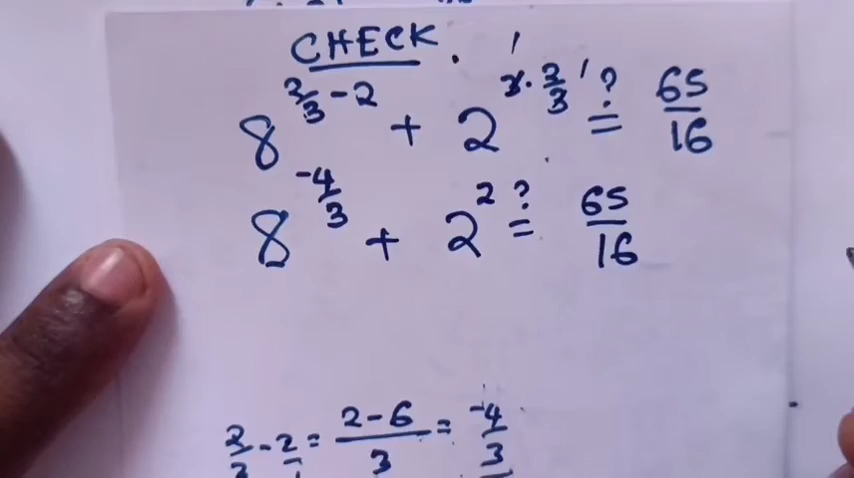 CHECK.
8^(2/3 - 2) + 2^(3 · 2/3) ≟ 65/16
8^(-4/3) + 2^2 ≟ 65/16
2/3 - 2/1 = (2-6)/3 = -4/3